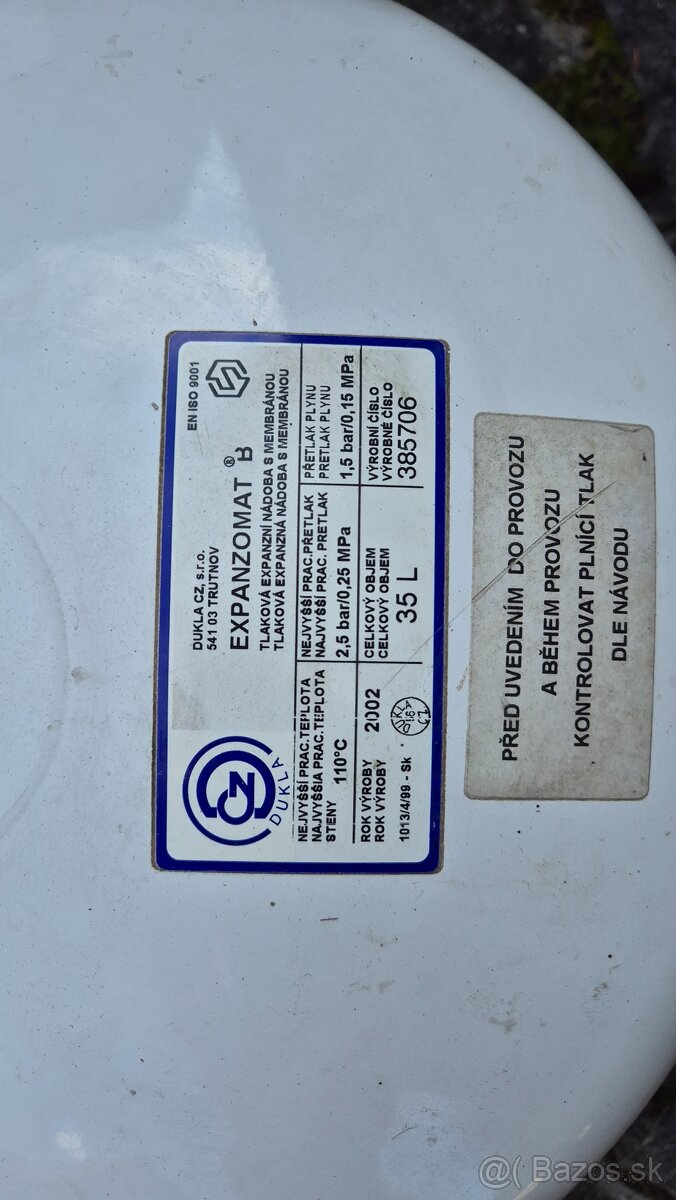 EN ISO 9001
DUKLA CZ, s.r.o.
541 03 TRUTNOV
EXPANZOMAT ® B
TLAKOVÁ EXPANZNÍ NÁDOBA S MEMBRÁNOU
TLAKOVÁ EXPANZNÁ NÁDOBA S MEMBRÁNOU
CZ
DUKLA
NEJVYŠŠÍ PRAC.TEPLOTA
NAJVYŠŠIA PRAC.TEPLOTA
STENY 110°C
NEJVYŠŠÍ PRAC.PŘETLAK
NAJVYŠŠÍ PRAC. PRETLAK
2,5 bar/0,25 MPa
PŘETLAK PLYNU
PRETLAK PLYNU
1,5 bar/0,15 MPa
ROK VÝROBY 2002
ROK VÝROBY
1013/4/99 - Sk
CELKOVÝ OBJEM
CELKOVÝ OBJEM
35 L
VÝROBNÍ ČÍSLO
VÝROBNÉ ČÍSLO
385706
PŘED UVEDENÍM DO PROVOZU
A BĚHEM PROVOZU
KONTROLOVAT PLNÍCÍ TLAK
DLE NÁVODU
@( Bazos.sk